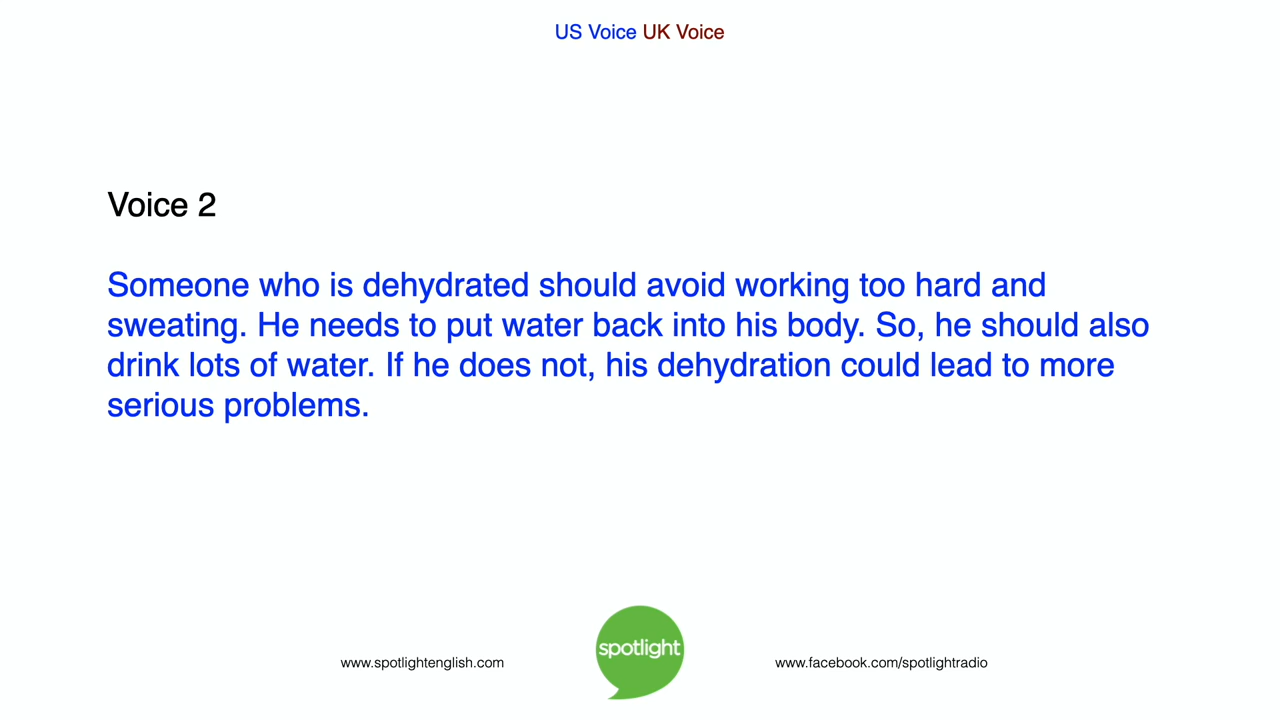 US Voice UK Voice
Voice 2
Someone who is dehydrated should avoid working too hard and
sweating. He needs to put water back into his body. So, he should also
drink lots of water. If he does not, his dehydration could lead to more
serious problems.
www.spotlightenglish.com
spotlight
www.facebook.com/spotlightradio